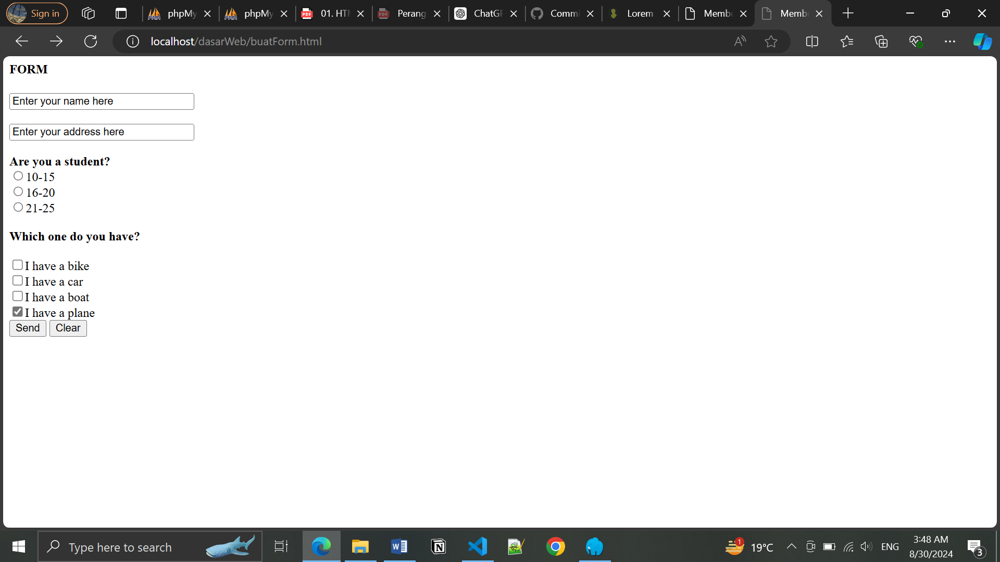 Sign in
phpMy
phpMy
01. HT
Perang
ChatGP
Commi
Lorem
Membu
Memb
localhost/dasarWeb/buatForm.html
FORM
Enter your name here
Enter your address here
Are you a student?
10-15
16-20
21-25
Which one do you have?
I have a bike
I have a car
I have a boat
I have a plane
Send Clear
Type here to search
1
19°C
ENG
3:48 AM
8/30/2024
3